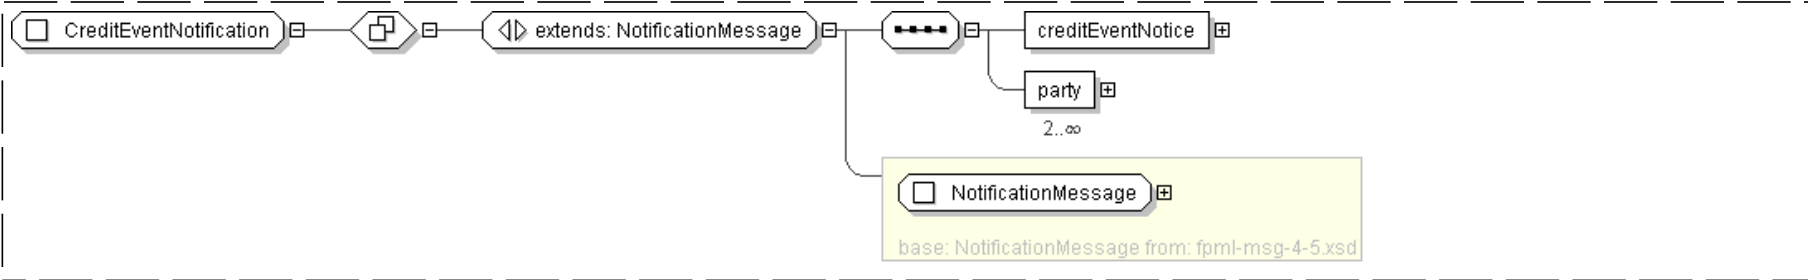 CreditEventNotification
extends: NotificationMessage
creditEventNotice
party
2..∞
NotificationMessage
base: NotificationMessage from: fpml-msg-4-5.xsd